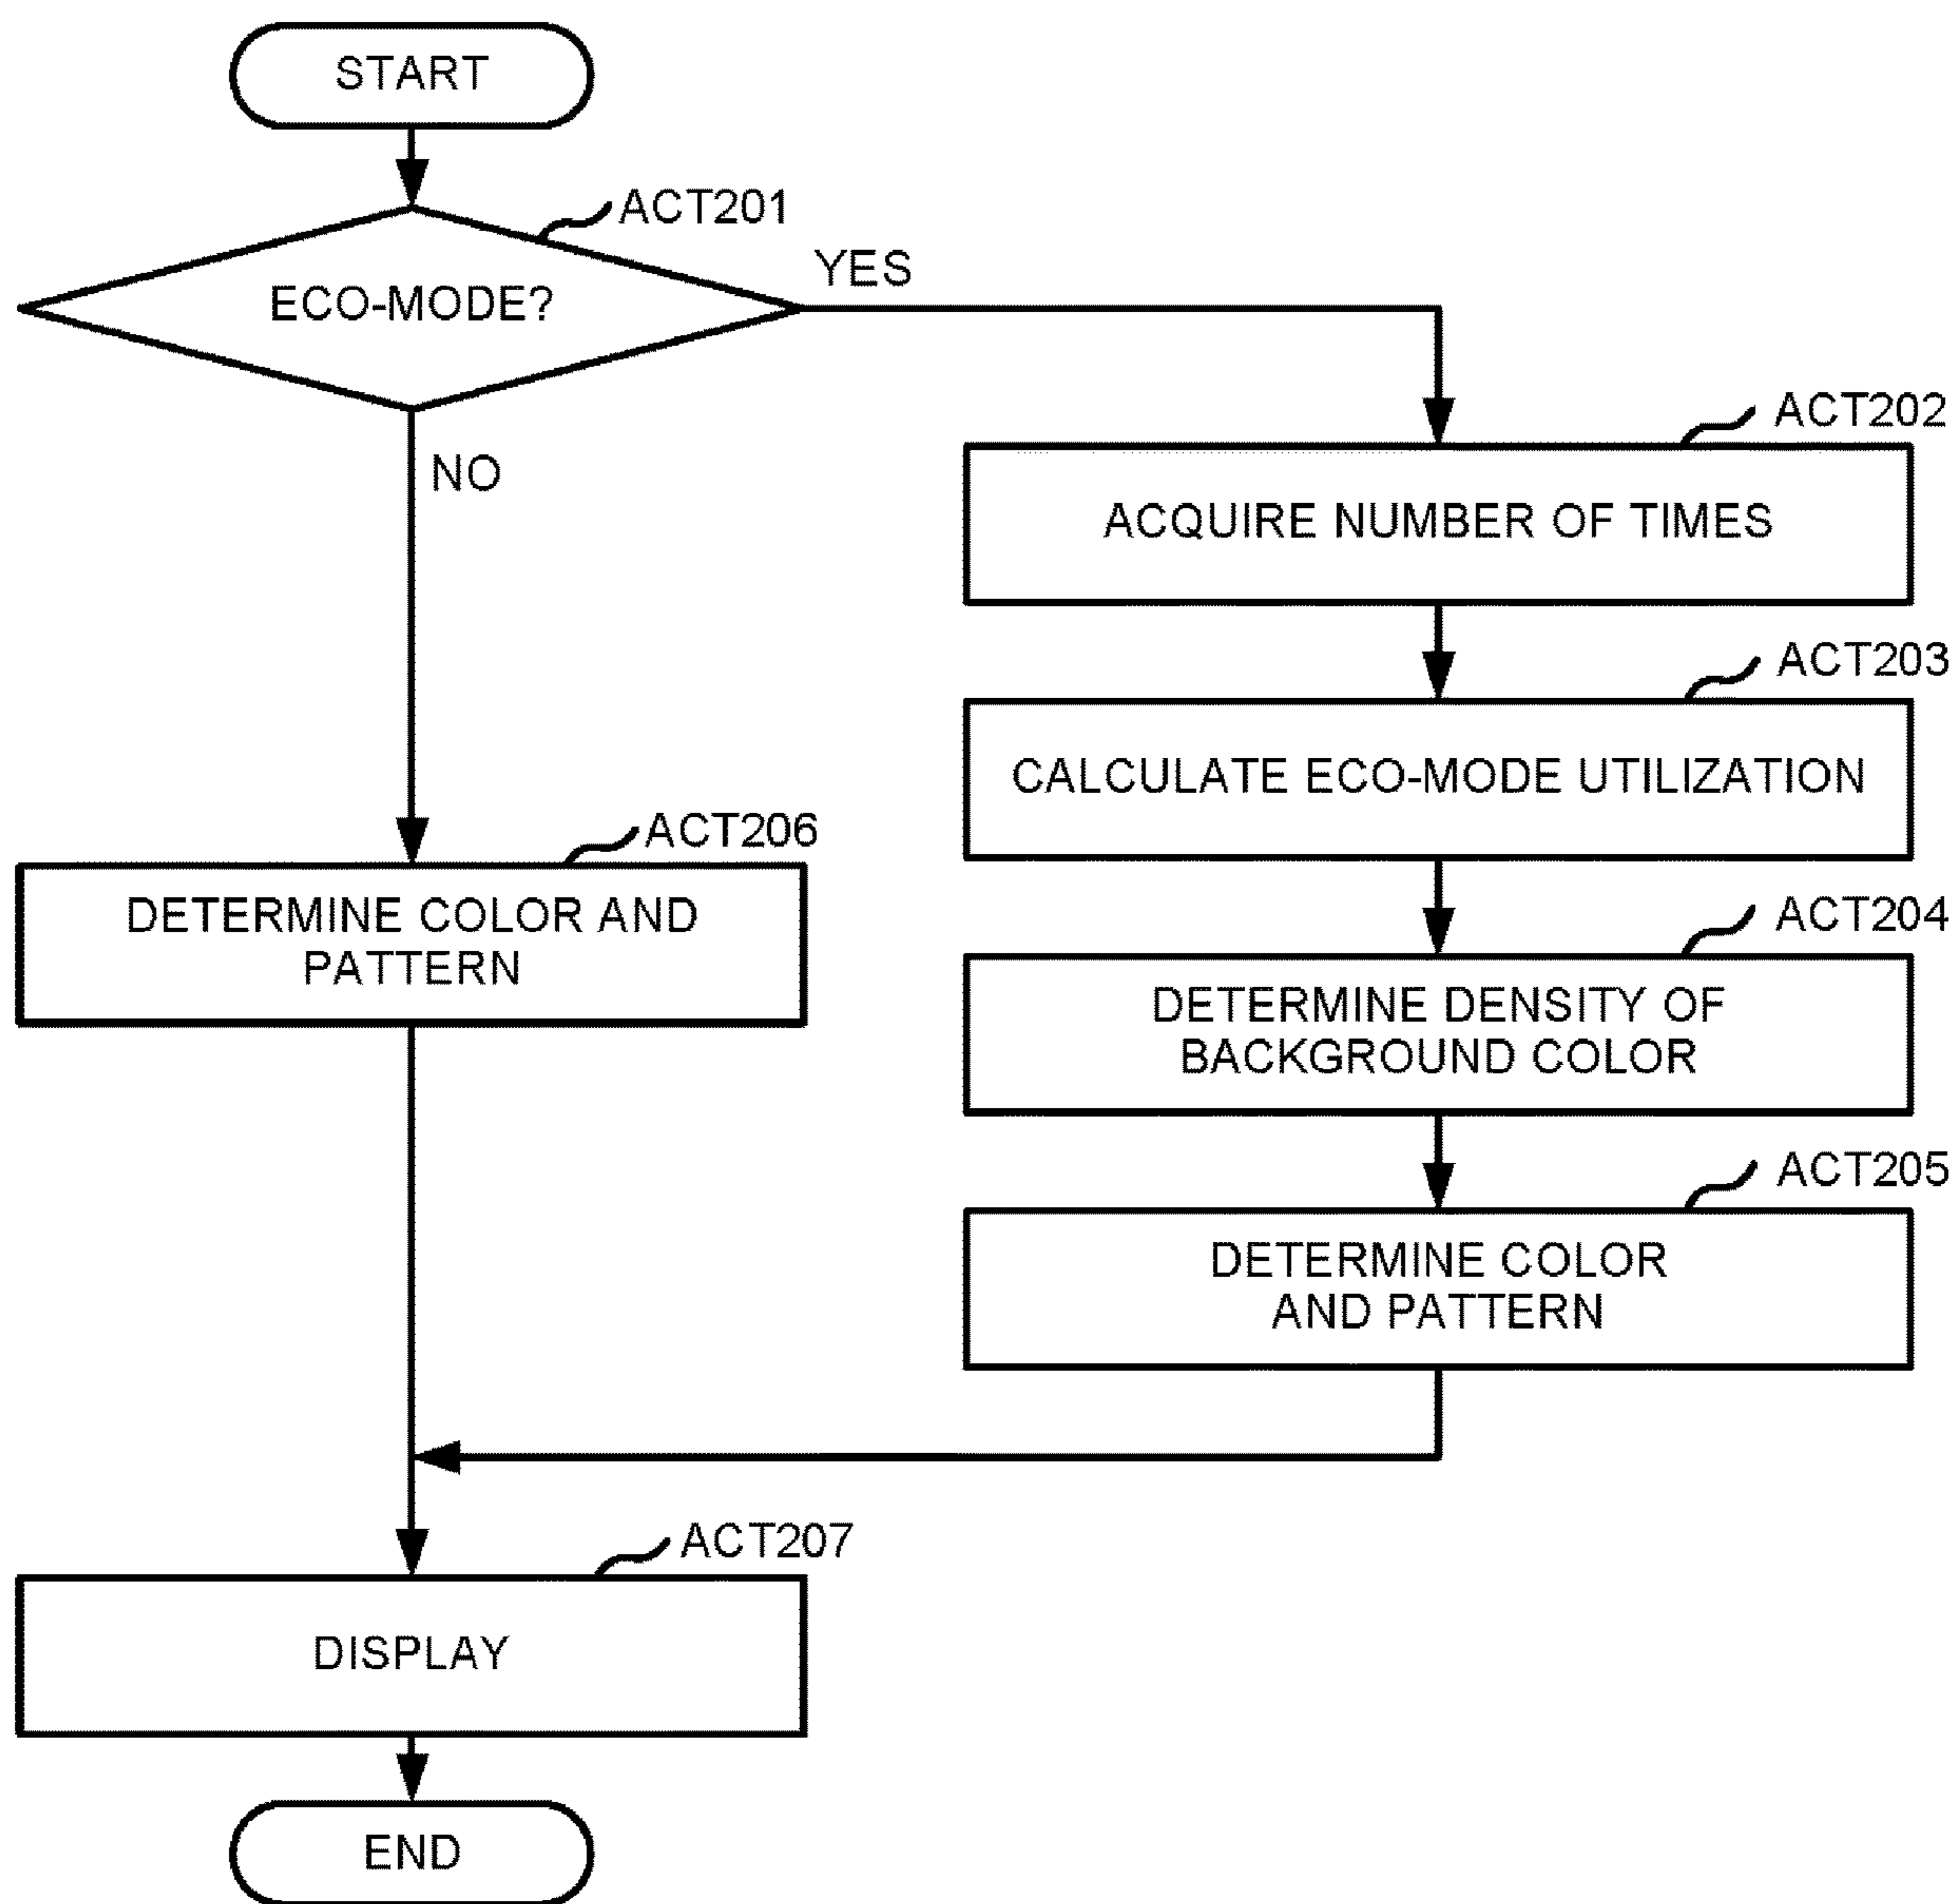 START
ACT201
ECO-MODE?
YES
NO
ACT202
ACQUIRE NUMBER OF TIMES
ACT203
CALCULATE ECO-MODE UTILIZATION
ACT204
DETERMINE DENSITY OF
BACKGROUND COLOR
ACT205
DETERMINE COLOR
AND PATTERN
ACT206
DETERMINE COLOR AND
PATTERN
ACT207
DISPLAY
END